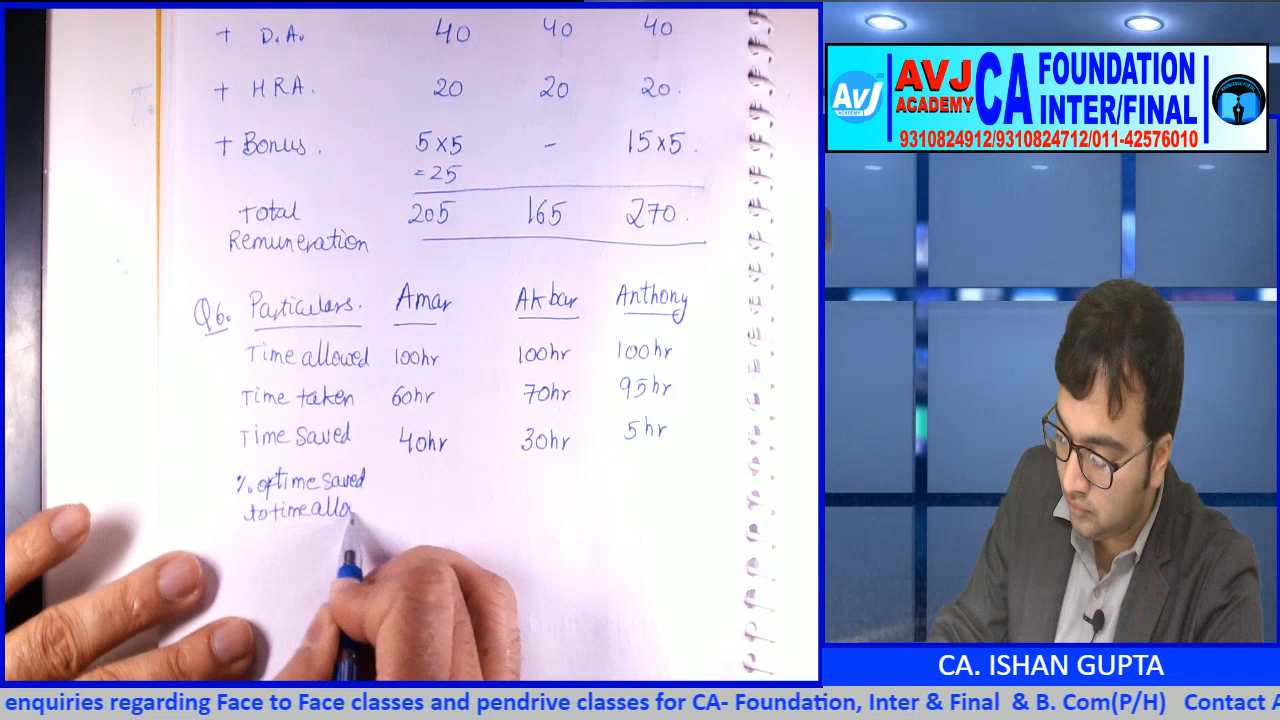 + D.A. 40 40 40
+ HRA. 20 20 20.
+ Bonus. 5×5 - 15×5.
=25
Total 205 165 270.
Remuneration
Q6. Particulars. Amar Akbar Anthony
Time allowed 100hr 100hr 100hr
Time taken 60hr 70hr 95hr
Time Saved 40hr 30hr 5hr
% of time Saved
to time allo
AVJ
ACADEMY
AVJ
ACADEMY
CA
FOUNDATION
INTER/FINAL
9310824912/9310824712/011-42576010
CA. ISHAN GUPTA
enquiries regarding Face to Face classes and pendrive classes for CA- Foundation, Inter & Final & B. Com(P/H) Contact A